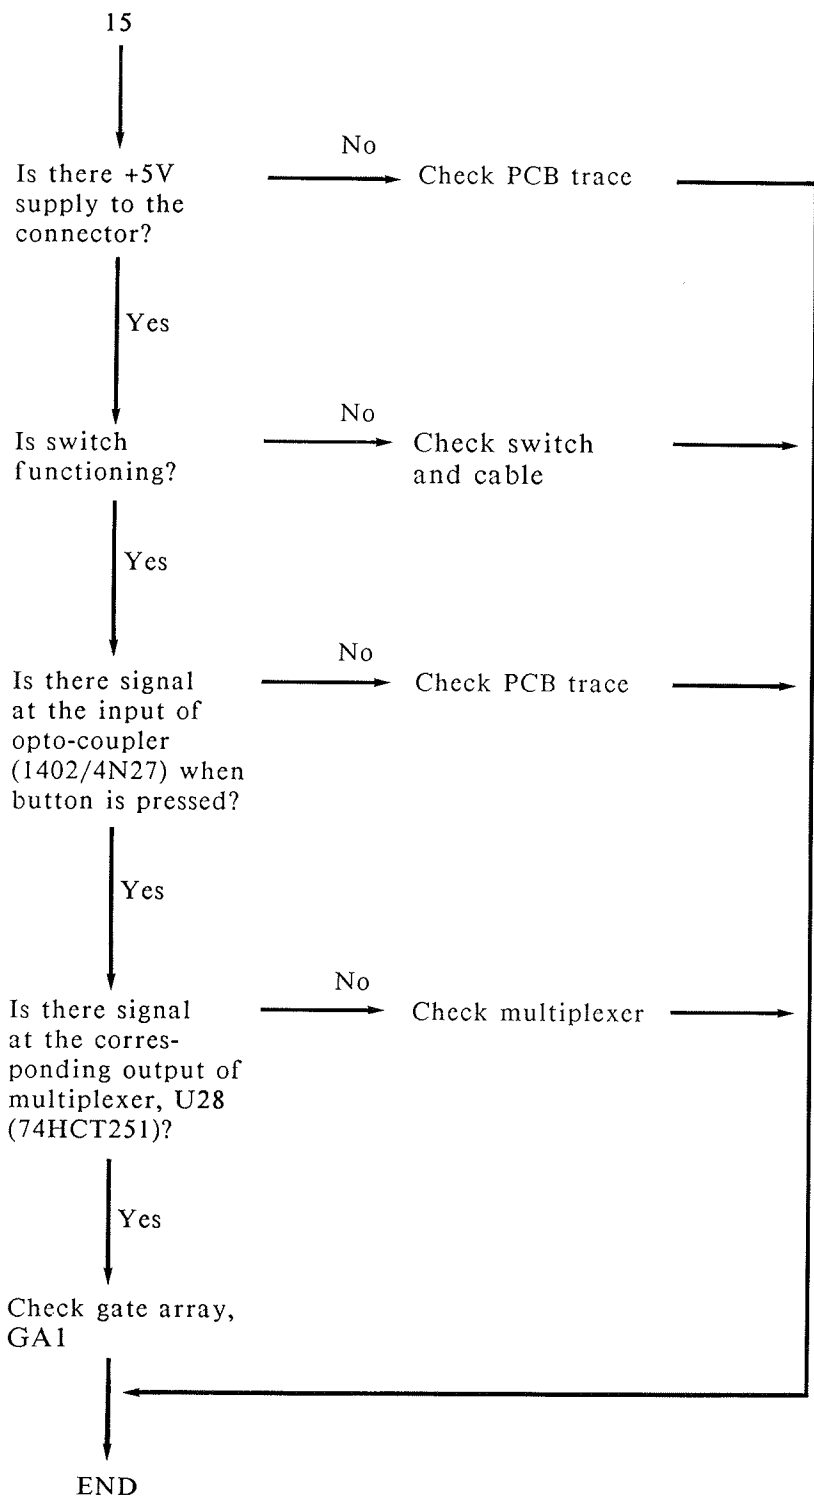 15
Is there +5V
supply to the
connector?
No
Check PCB trace
Yes
Is switch
functioning?
No
Check switch
and cable
Yes
Is there signal
at the input of
opto-coupler
(1402/4N27) when
button is pressed?
No
Check PCB trace
Yes
Is there signal
at the corres-
ponding output of
multiplexer, U28
(74HCT251)?
No
Check multiplexer
Yes
Check gate array,
GA1
END